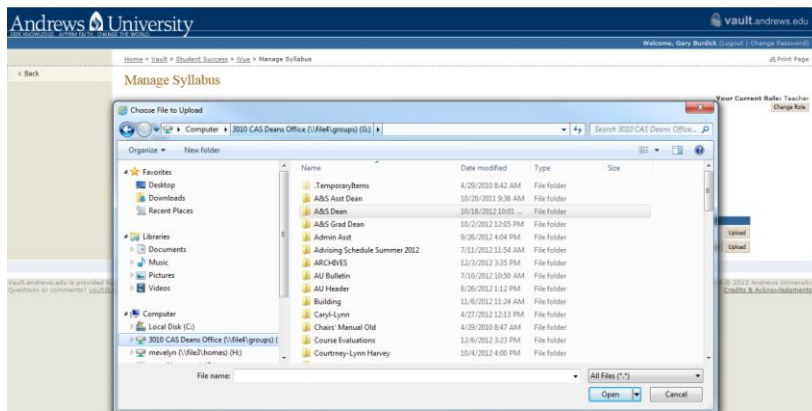 Andrews University
SEEK KNOWLEDGE. AFFIRM FAITH. CHANGE THE WORLD.
vault.andrews.edu
Welcome, Gary Burdick (Logout | Change Password)
Home » Vault » Student Success » iVue » Manage Syllabus
Print Page
< Back
Manage Syllabus
Your Current Role: Teacher
Change Role
Choose File to Upload
Computer ▸ 3010 CAS Deans Office (\\file4\groups) (G:) ▸
Search 3010 CAS Deans Office...
Organize New folder
Name Date modified Type Size
Favorites
Desktop
Downloads
Recent Places
Libraries
Documents
Music
Pictures
Videos
Computer
Local Disk (C:)
3010 CAS Deans Office (\\file4\groups) (
mevelyn (\\file3\homes) (H:)
.TemporaryItems 4/29/2010 8:42 AM File folder
A&S Asst Dean 10/20/2011 9:36 AM File folder
A&S Dean 10/18/2012 10:01 ... File folder
A&S Grad Dean 10/2/2012 12:05 PM File folder
Admin Asst 9/26/2012 4:04 PM File folder
Advising Schedule Summer 2012 7/11/2012 11:54 AM File folder
ARCHIVES 12/3/2012 3:35 PM File folder
AU Bulletin 7/10/2012 10:50 AM File folder
AU Header 8/26/2012 1:12 PM File folder
Building 11/6/2012 11:24 AM File folder
Caryl-Lynn 4/27/2012 12:13 PM File folder
Chairs' Manual Old 4/29/2010 8:47 AM File folder
Course Evaluations 12/6/2012 3:23 PM File folder
Courtney-Lynn Harvey 10/4/2012 4:00 PM File folder
Upload
Upload
Vault.andrews.edu is provided
Questions or comments?
2012 Andrews University
Credits & Acknowledgments
File name:
All Files (*.*)
Open Cancel